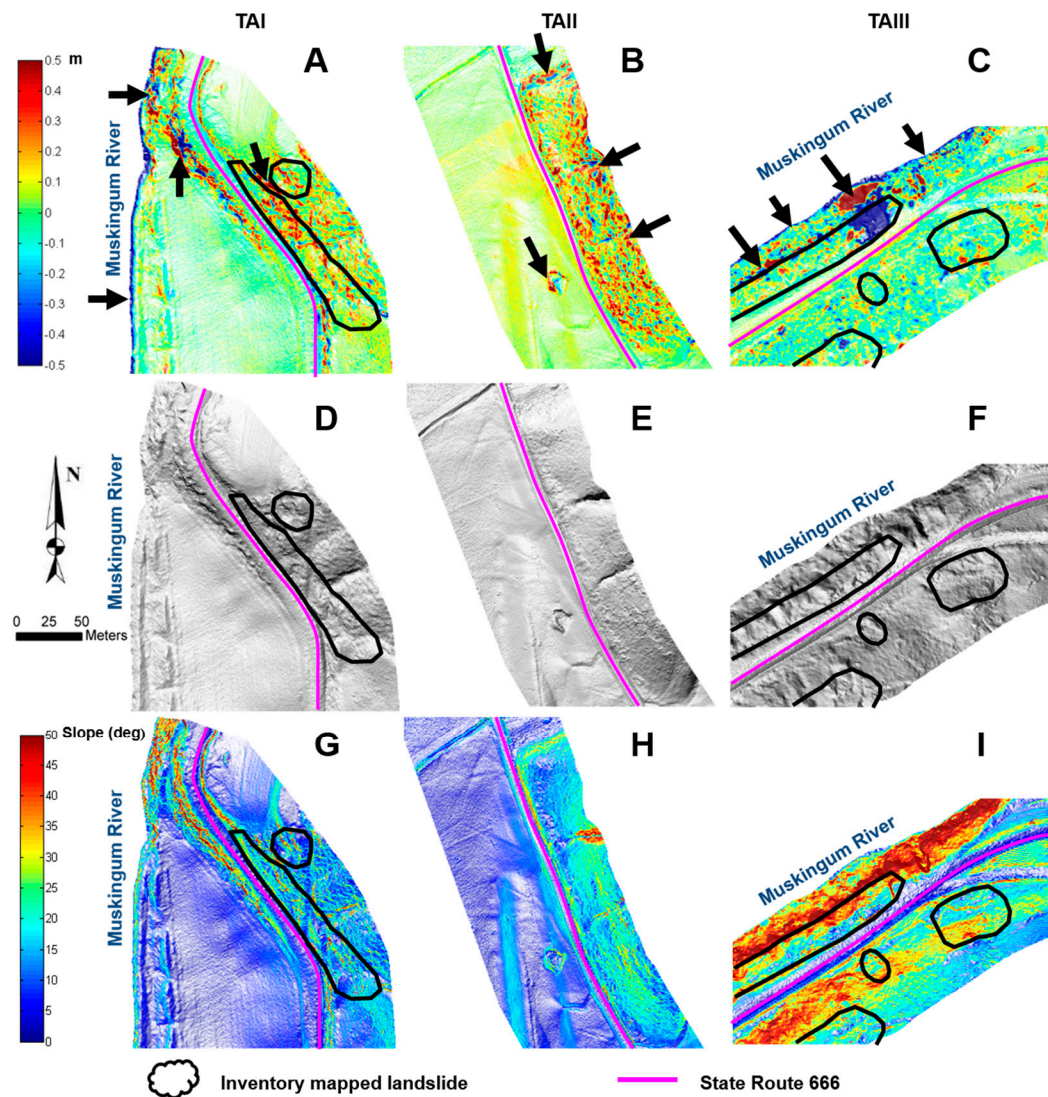 TAI TAII TAIII
m
0.5
0.4
0.3
0.2
0.1
0
-0.1
-0.2
-0.3
-0.4
-0.5
A
B
C
Muskingum River
Muskingum River
D
E
F
N
Muskingum River
Muskingum River
0 25 50
Meters
Slope (deg)
50
45
40
35
30
25
20
15
10
5
0
G
H
I
Muskingum River
Muskingum River
Inventory mapped landslide
State Route 666